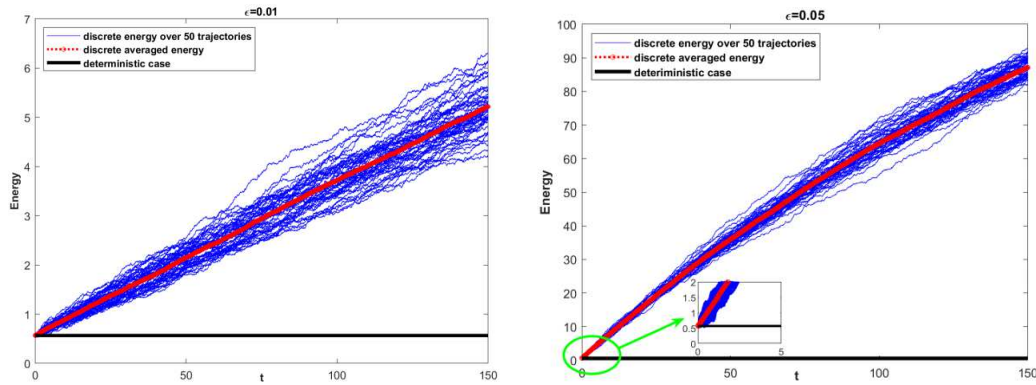 ϵ=0.01
7
6
5
4
3
2
1
0
Energy
discrete energy over 50 trajectories
discrete averaged energy
deterministic case
0
50
100
150
t
ϵ=0.05
100
90
80
70
60
50
40
30
20
10
0
Energy
discrete energy over 50 trajectories
discrete averaged energy
deteriministic case
2
1.5
1
0.5
0
0
5
0
50
100
150
t